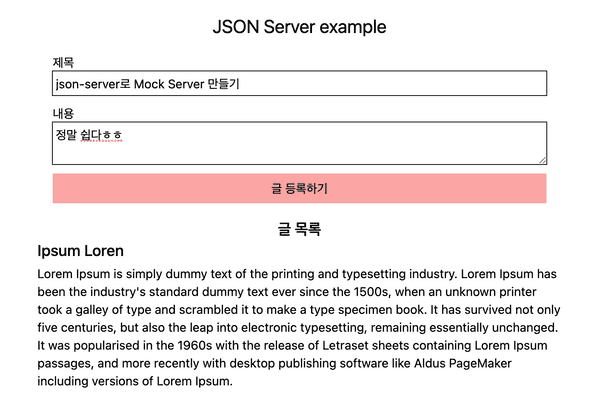 JSON Server example
제목
json-server로 Mock Server 만들기
내용
정말 쉽다ㅎㅎ
글 등록하기
글 목록
Ipsum Loren
Lorem Ipsum is simply dummy text of the printing and typesetting industry. Lorem Ipsum has
been the industry's standard dummy text ever since the 1500s, when an unknown printer
took a galley of type and scrambled it to make a type specimen book. It has survived not only
five centuries, but also the leap into electronic typesetting, remaining essentially unchanged.
It was popularised in the 1960s with the release of Letraset sheets containing Lorem Ipsum
passages, and more recently with desktop publishing software like Aldus PageMaker
including versions of Lorem Ipsum.